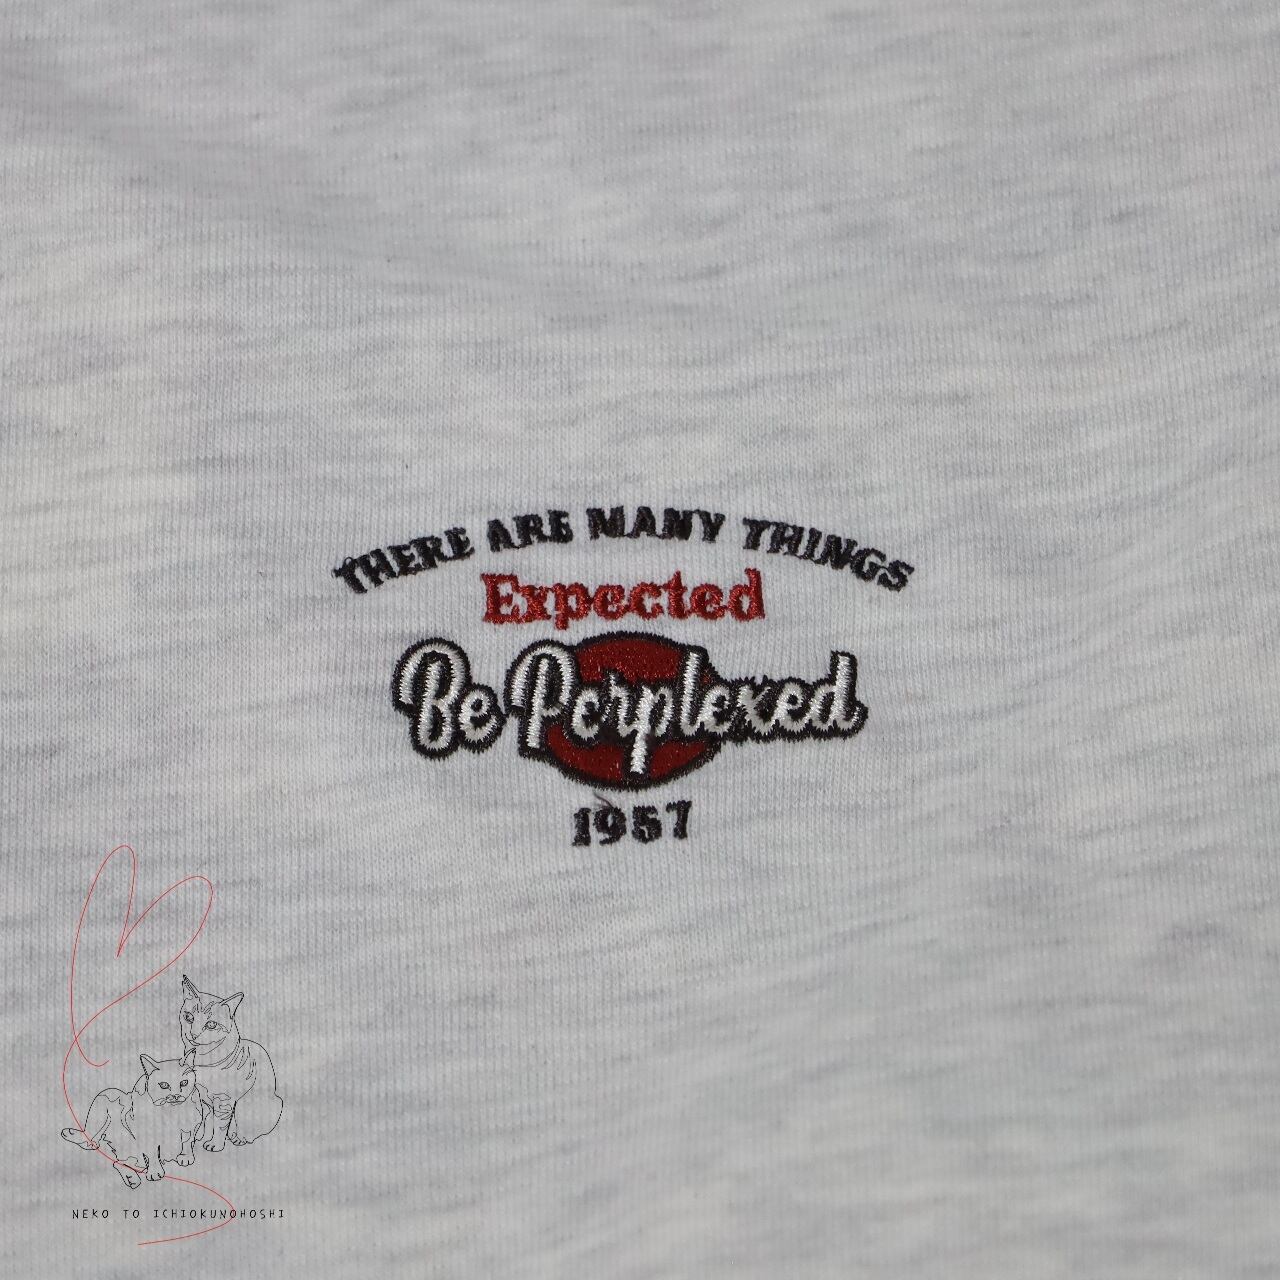 THERE ARE MANY THINGS
Expected
Be Perplexed
1957
NEKO TO ICHIOKUNOHOSHI